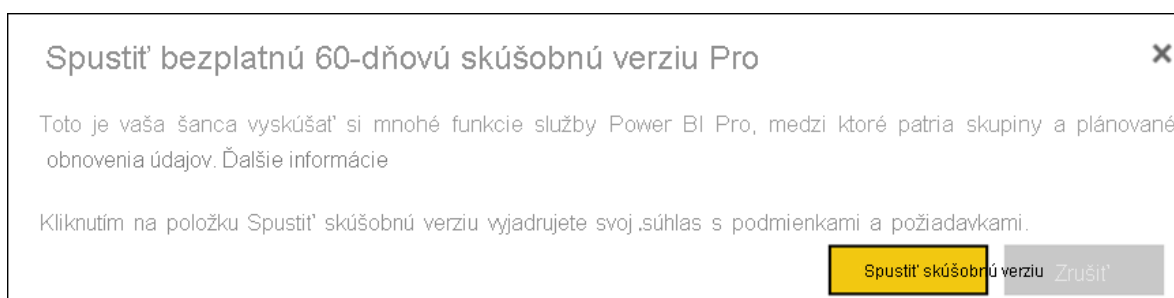 Spustiť bezplatnú 60-dňovú skúšobnú verziu Pro
Toto je vaša šanca vyskúšať si mnohé funkcie služby Power BI Pro, medzi ktoré patria skupiny a plánované
obnovenia údajov. Ďalšie informácie
Kliknutím na položku Spustiť skúšobnú verziu vyjadrujete svoj .súhlas s podmienkami a požiadavkami.
Spustiť skúšobnú verziu Zrušiť